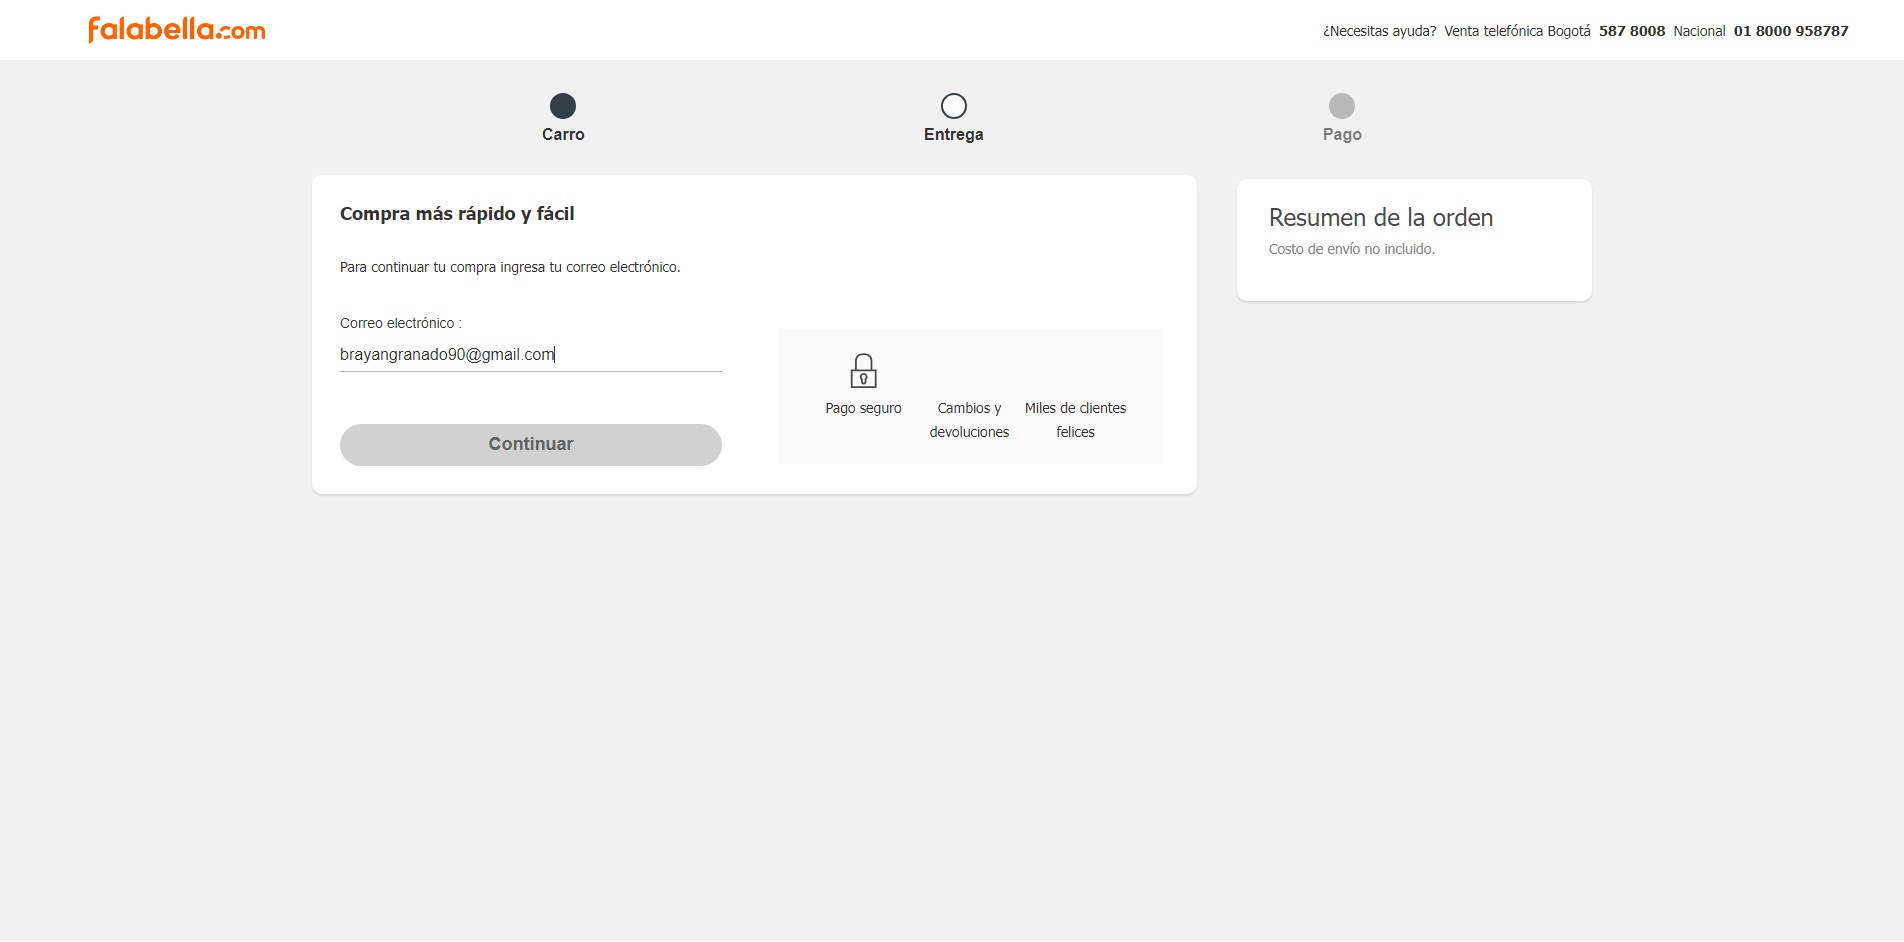 falabella.com
¿Necesitas ayuda? Venta telefónica Bogotá 587 8008 Nacional 01 8000 958787
Carro
Entrega
Pago
Compra más rápido y fácil
Para continuar tu compra ingresa tu correo electrónico.
Correo electrónico :
brayangranado90@gmail.com
Continuar
Pago seguro
Cambios y
devoluciones
Miles de clientes
felices
Resumen de la orden
Costo de envío no incluido.